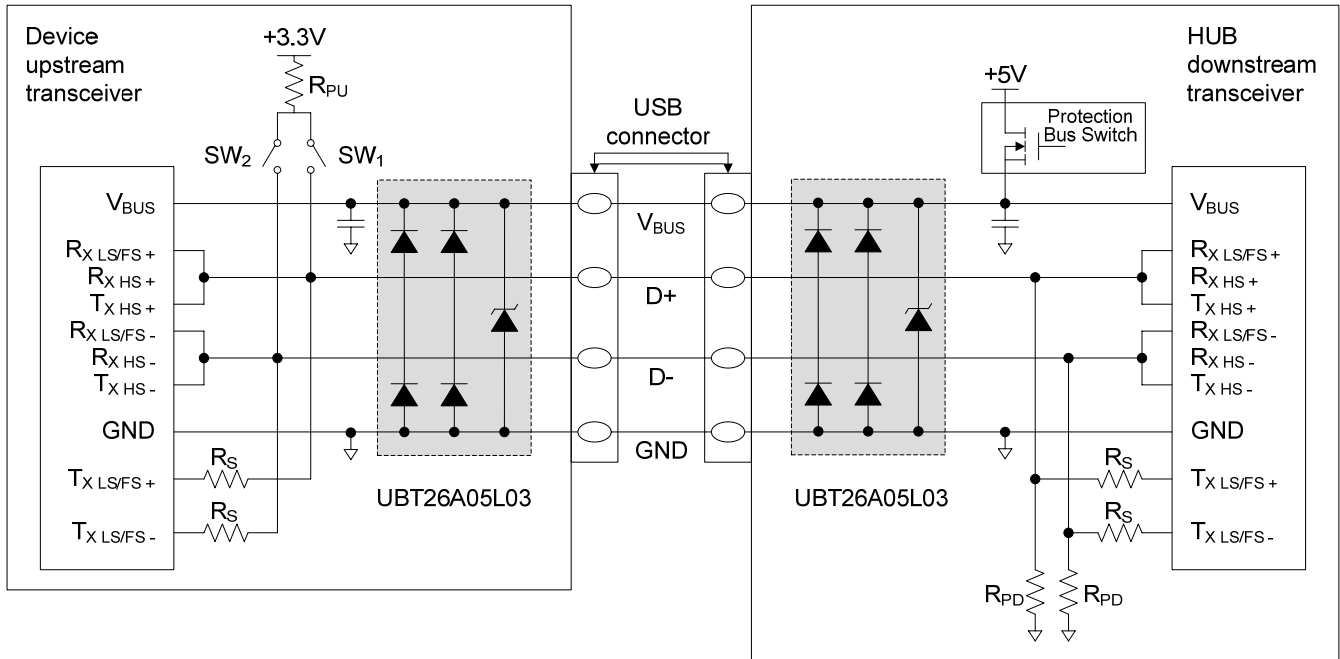 Device
upstream
transceiver
+3.3V
RPU
SW2
SW1
VBUS
RX LS/FS +
RX HS +
TX HS +
RX LS/FS -
RX HS -
TX HS -
GND
TX LS/FS +
TX LS/FS -
RS
RS
UBT26A05L03
USB
connector
VBUS
D+
D-
GND
HUB
downstream
transceiver
+5V
Protection
Bus Switch
UBT26A05L03
VBUS
RX LS/FS +
RX HS +
TX HS +
RX LS/FS -
RX HS -
TX HS -
GND
RS
TX LS/FS +
RS
TX LS/FS -
RPD
RPD